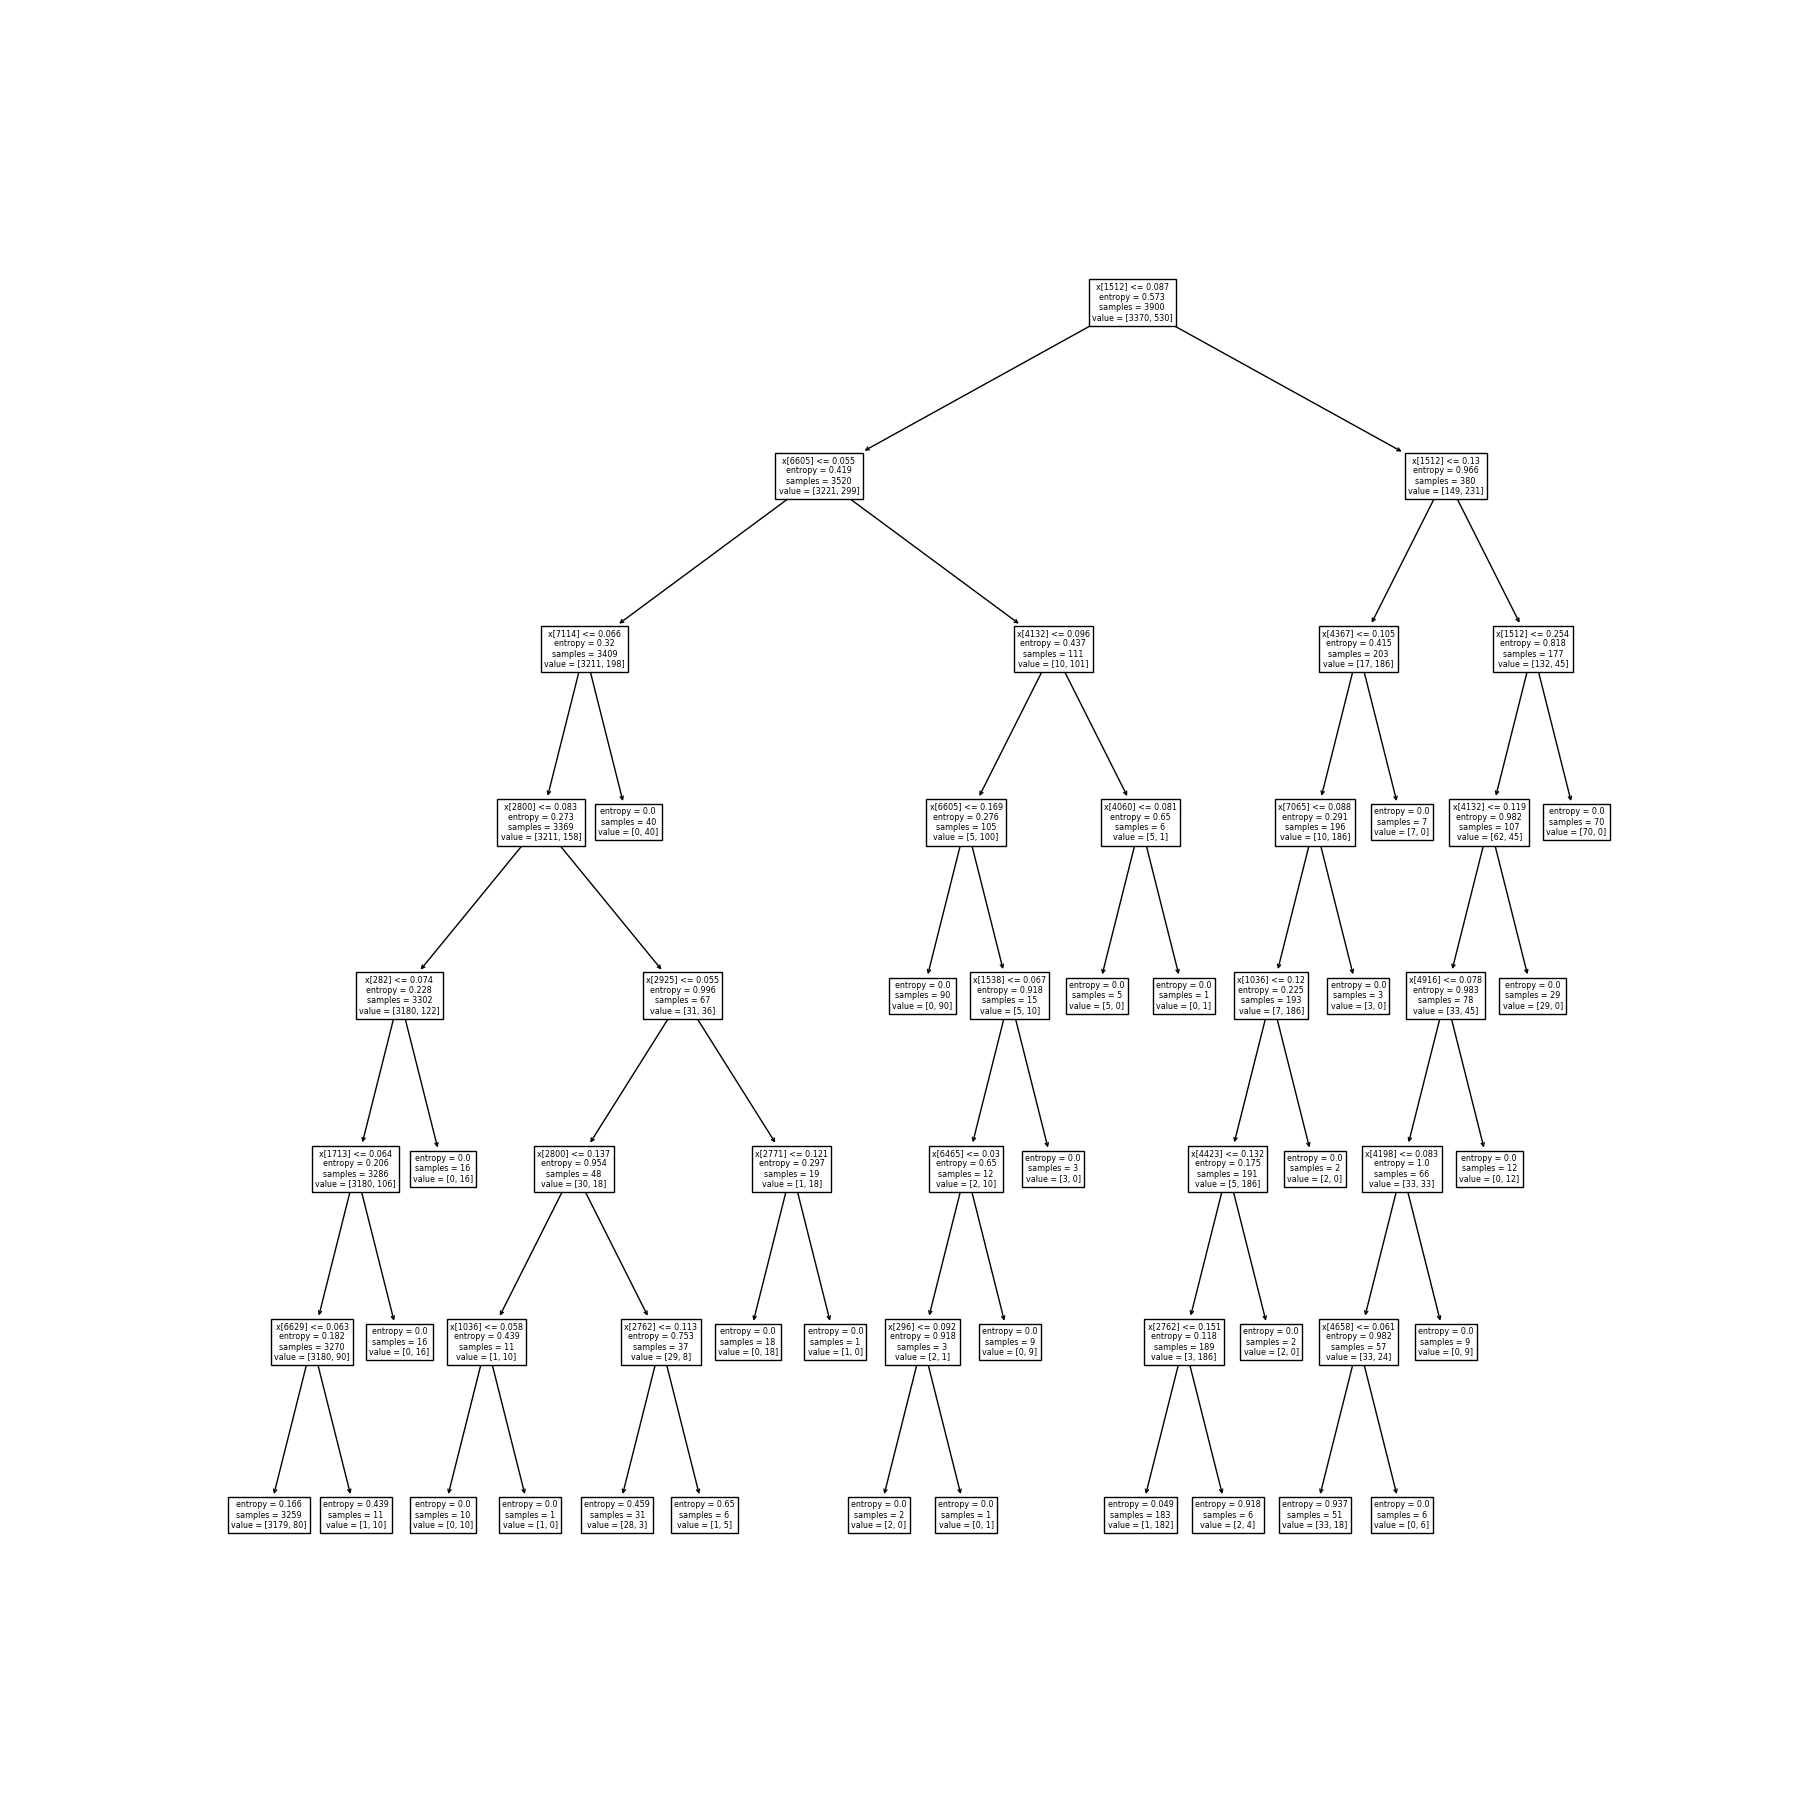 x[1512] <= 0.087
entropy = 0.573
samples = 3900
value = [3370, 530]
x[6605] <= 0.055
entropy = 0.419
samples = 3520
value = [3221, 299]
x[1512] <= 0.13
entropy = 0.966
samples = 380
value = [149, 231]
x[7114] <= 0.066
entropy = 0.32
samples = 3409
value = [3211, 198]
x[4132] <= 0.096
entropy = 0.437
samples = 111
value = [10, 101]
x[4367] <= 0.105
entropy = 0.415
samples = 203
value = [17, 186]
x[1512] <= 0.254
entropy = 0.818
samples = 177
value = [132, 45]
x[2800] <= 0.083
entropy = 0.273
samples = 3369
value = [3211, 158]
entropy = 0.0
samples = 40
value = [0, 40]
x[6605] <= 0.169
entropy = 0.276
samples = 105
value = [5, 100]
x[4060] <= 0.081
entropy = 0.65
samples = 6
value = [5, 1]
x[7065] <= 0.088
entropy = 0.291
samples = 196
value = [10, 186]
entropy = 0.0
samples = 7
value = [7, 0]
x[4132] <= 0.119
entropy = 0.982
samples = 107
value = [62, 45]
entropy = 0.0
samples = 70
value = [70, 0]
x[282] <= 0.074
entropy = 0.228
samples = 3302
value = [3180, 122]
x[2925] <= 0.055
entropy = 0.996
samples = 67
value = [31, 36]
entropy = 0.0
samples = 90
value = [0, 90]
x[1538] <= 0.067
entropy = 0.918
samples = 15
value = [5, 10]
entropy = 0.0
samples = 5
value = [5, 0]
entropy = 0.0
samples = 1
value = [0, 1]
x[1036] <= 0.12
entropy = 0.225
samples = 193
value = [7, 186]
entropy = 0.0
samples = 3
value = [3, 0]
x[4916] <= 0.078
entropy = 0.983
samples = 78
value = [33, 45]
entropy = 0.0
samples = 29
value = [29, 0]
x[1713] <= 0.064
entropy = 0.206
samples = 3286
value = [3180, 106]
entropy = 0.0
samples = 16
value = [0, 16]
x[2800] <= 0.137
entropy = 0.954
samples = 48
value = [30, 18]
x[2771] <= 0.121
entropy = 0.297
samples = 19
value = [1, 18]
x[6465] <= 0.03
entropy = 0.65
samples = 12
value = [2, 10]
entropy = 0.0
samples = 3
value = [3, 0]
x[4423] <= 0.132
entropy = 0.175
samples = 191
value = [5, 186]
entropy = 0.0
samples = 2
value = [2, 0]
x[4198] <= 0.083
entropy = 1.0
samples = 66
value = [33, 33]
entropy = 0.0
samples = 12
value = [0, 12]
x[6629] <= 0.063
entropy = 0.182
samples = 3270
value = [3180, 90]
entropy = 0.0
samples = 16
value = [0, 16]
x[1036] <= 0.058
entropy = 0.439
samples = 11
value = [1, 10]
x[2762] <= 0.113
entropy = 0.753
samples = 37
value = [29, 8]
entropy = 0.0
samples = 18
value = [0, 18]
entropy = 0.0
samples = 1
value = [1, 0]
x[296] <= 0.092
entropy = 0.918
samples = 3
value = [2, 1]
entropy = 0.0
samples = 9
value = [0, 9]
x[2762] <= 0.151
entropy = 0.118
samples = 189
value = [3, 186]
entropy = 0.0
samples = 2
value = [2, 0]
x[4658] <= 0.061
entropy = 0.982
samples = 57
value = [33, 24]
entropy = 0.0
samples = 9
value = [0, 9]
entropy = 0.166
samples = 3259
value = [3179, 80]
entropy = 0.439
samples = 11
value = [1, 10]
entropy = 0.0
samples = 10
value = [0, 10]
entropy = 0.0
samples = 1
value = [1, 0]
entropy = 0.459
samples = 31
value = [28, 3]
entropy = 0.65
samples = 6
value = [1, 5]
entropy = 0.0
samples = 2
value = [2, 0]
entropy = 0.0
samples = 1
value = [0, 1]
entropy = 0.049
samples = 183
value = [1, 182]
entropy = 0.918
samples = 6
value = [2, 4]
entropy = 0.937
samples = 51
value = [33, 18]
entropy = 0.0
samples = 6
value = [0, 6]